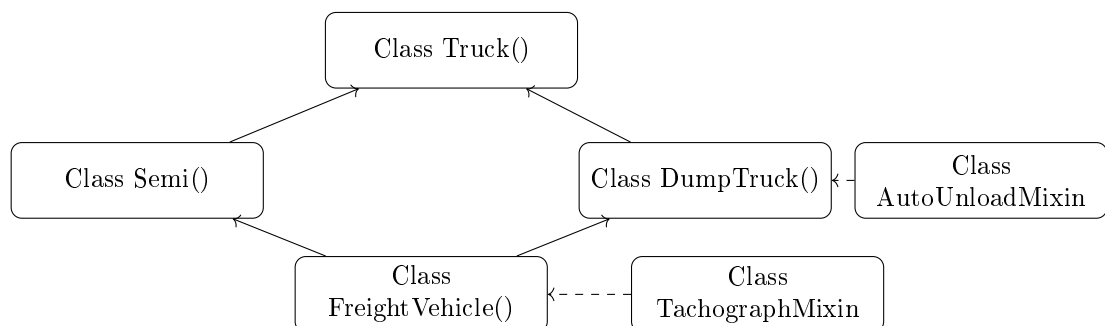 Class Truck()
Class Semi()
Class DumpTruck()
Class
AutoUnloadMixin
Class
FreightVehicle()
Class
TachographMixin